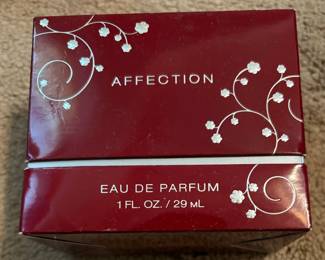 AFFECTION
EAU DE PARFUM
1 FL. OZ. / 29 mL